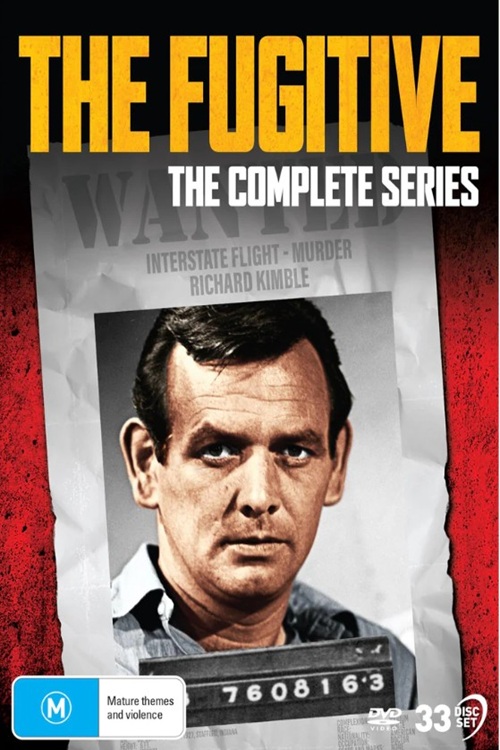 THE FUGITIVE
THE COMPLETE SERIES
WANTED
INTERSTATE FLIGHT - MURDER
RICHARD KIMBLE
7608163
M
Mature themes
and violence
DVD
VIDEO
33 DISC
SET